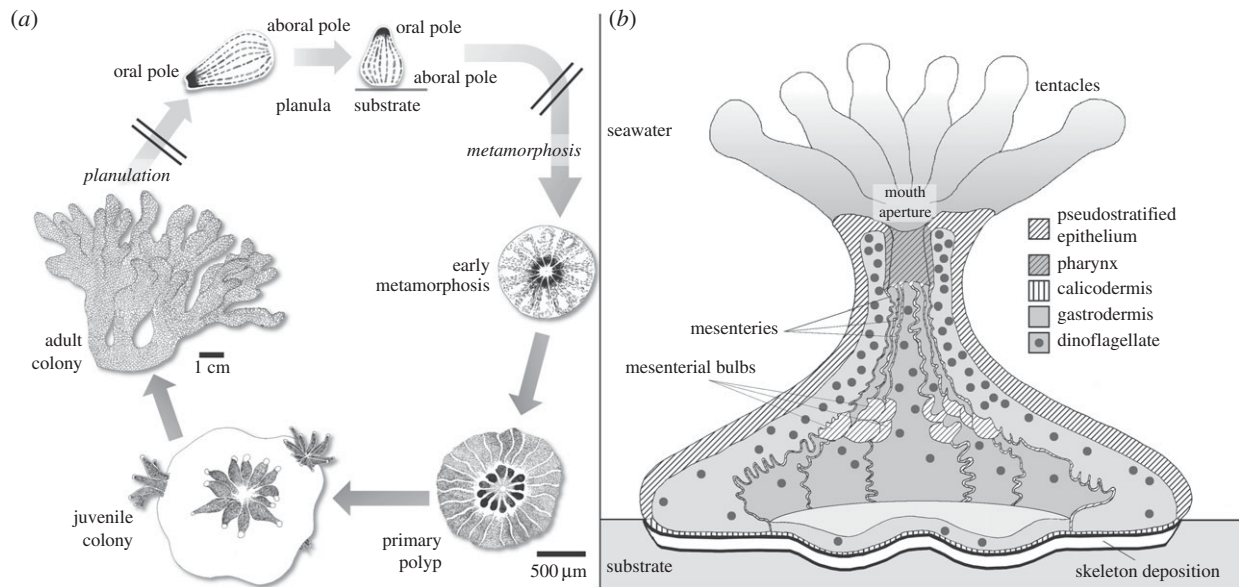 (a)
oral pole
aboral pole
planula
oral pole
aboral pole
substrate
planulation
metamorphosis
adult
colony
1 cm
early
metamorphosis
juvenile
colony
primary
polyp
500 µm
(b)
seawater
tentacles
mouth
aperture
mesenteries
mesenterial bulbs
pseudostratified
epithelium
pharynx
calicodermis
gastrodermis
dinoflagellate
substrate
skeleton deposition